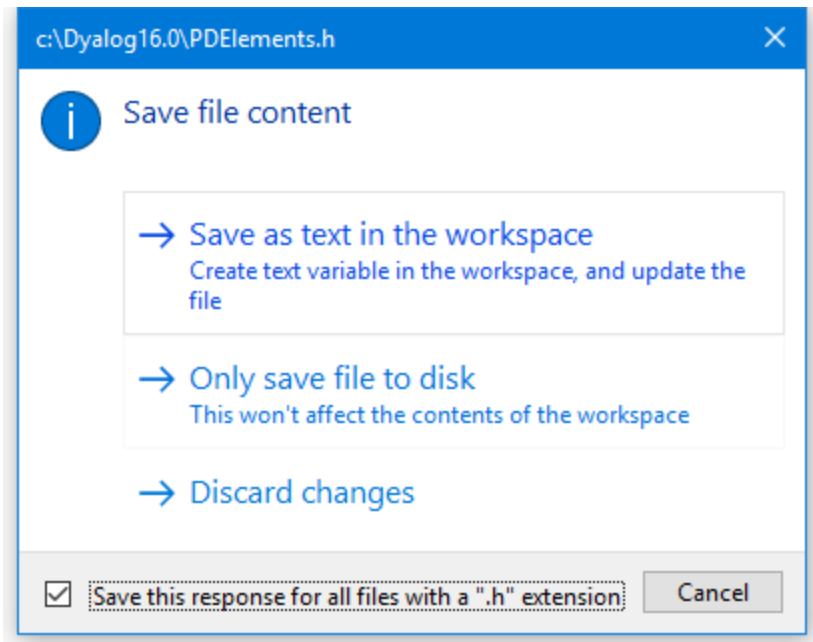 c:\Dyalog16.0\PDElements.h
Save file content
Save as text in the workspace
Create text variable in the workspace, and update the
file
Only save file to disk
This won't affect the contents of the workspace
Discard changes
Save this response for all files with a ".h" extension
Cancel